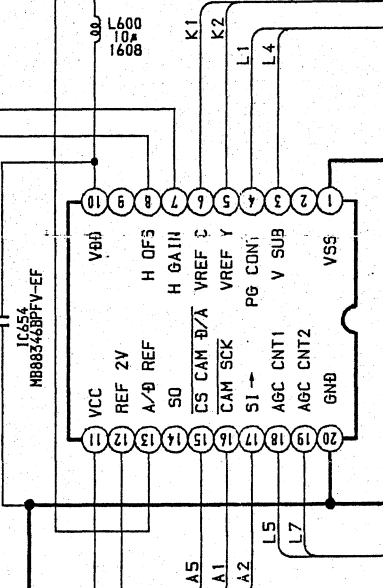 L600
10μ
1608
K1
K2
L1
L4
10
9
8
7
6
5
4
3
2
1
VDD
H OFS
H GAIN
VREF C
VREF Y
PG CONT
V SUB
VSS
IC654
MB88346BPFV-EF
VCC
REF 2V
A/D REF
SO
CS CAM D/A
CAM SCK
SI →
AGC CNT1
AGC CNT2
GND
11
12
13
14
15
16
17
18
19
20
A5
A1
A2
L5
L7